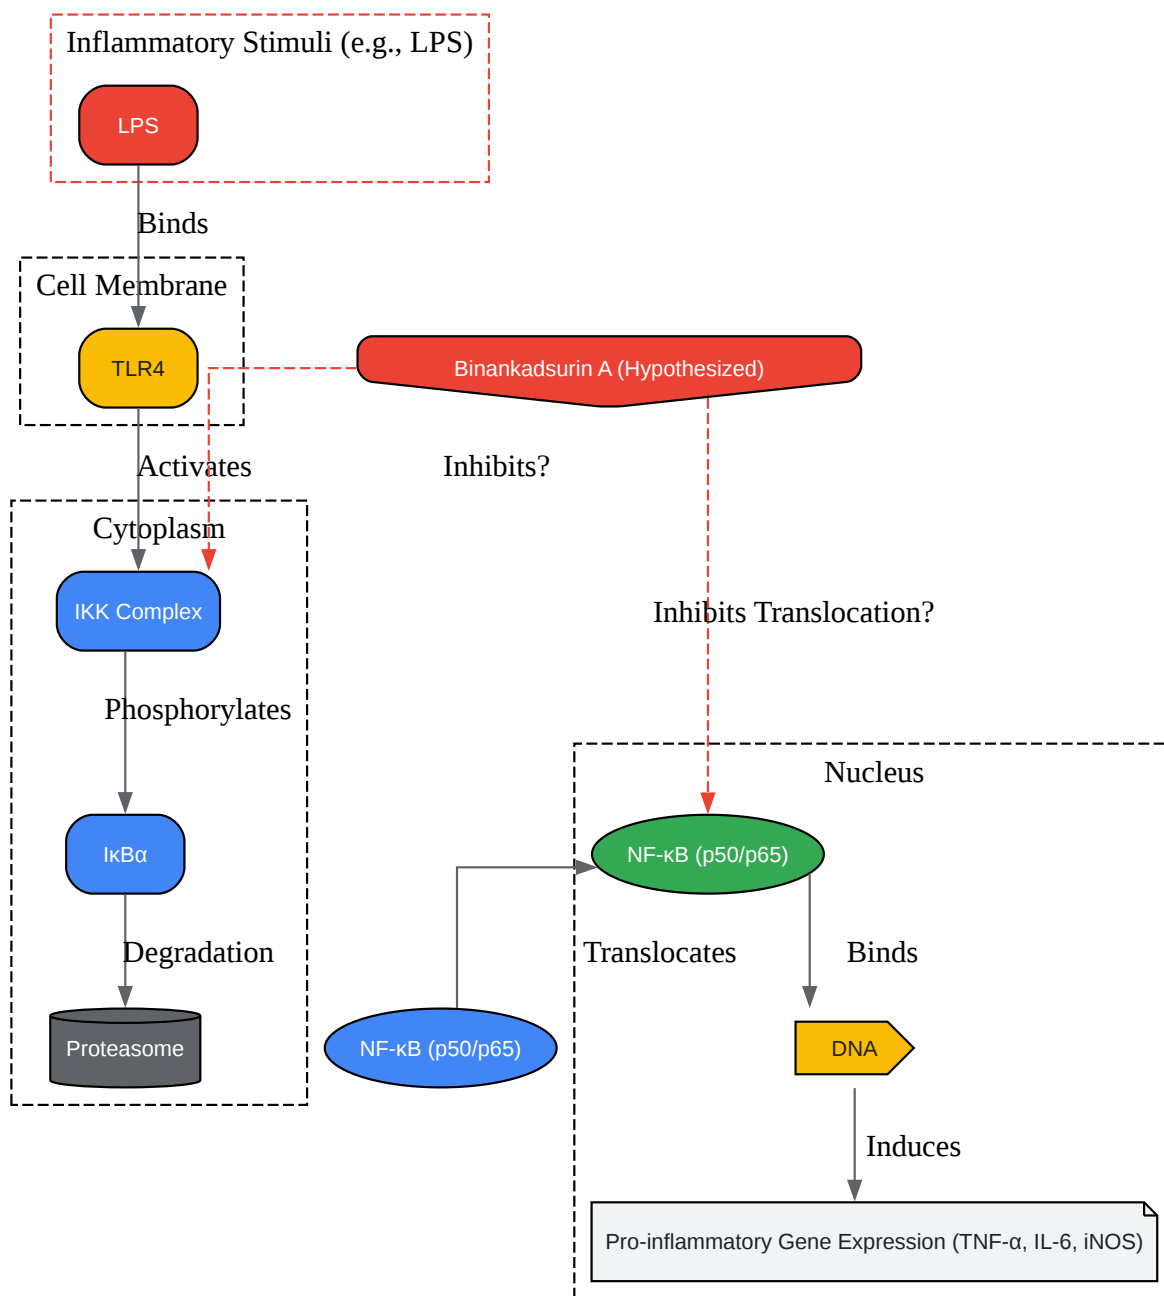 Inflammatory Stimuli (e.g., LPS)
LPS
Binds
Cell Membrane
TLR4
Binankadsurin A (Hypothesized)
Activates
Inhibits?
Cytoplasm
IKK Complex
Inhibits Translocation?
Phosphorylates
Nucleus
IκBα
NF-κB (p50/p65)
Degradation
Translocates
Binds
Proteasome
NF-κB (p50/p65)
DNA
Induces
Pro-inflammatory Gene Expression (TNF-α, IL-6, iNOS)